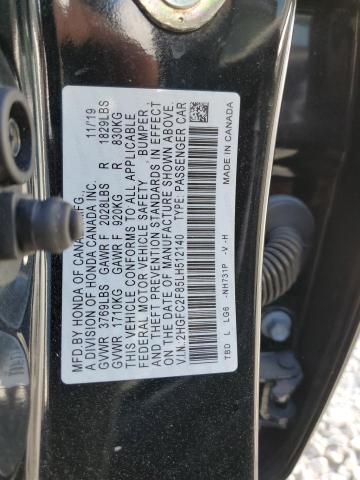 MFD.BY HONDA OF CANADA MFG. 11/19
A DIVISION OF HONDA CANADA INC.
GVWR 3769LBS GAWR F 2028LBS R 1829LBS
GVWR 1710KG GAWR F 920KG R 830KG
THIS VEHICLE CONFORMS TO ALL APPLICABLE
FEDERAL MOTOR VEHICLE SAFETY, BUMPER,
AND THEFT PREVENTION STANDARDS IN EFFECT
ON THE DATE OF MANUFACTURE SHOWN ABOVE.
V.I.N. 2HGFC2F85LH512140 TYPE: PASSENGER CAR
TBD L LG6 -NH731P -V-H MADE IN CANADA